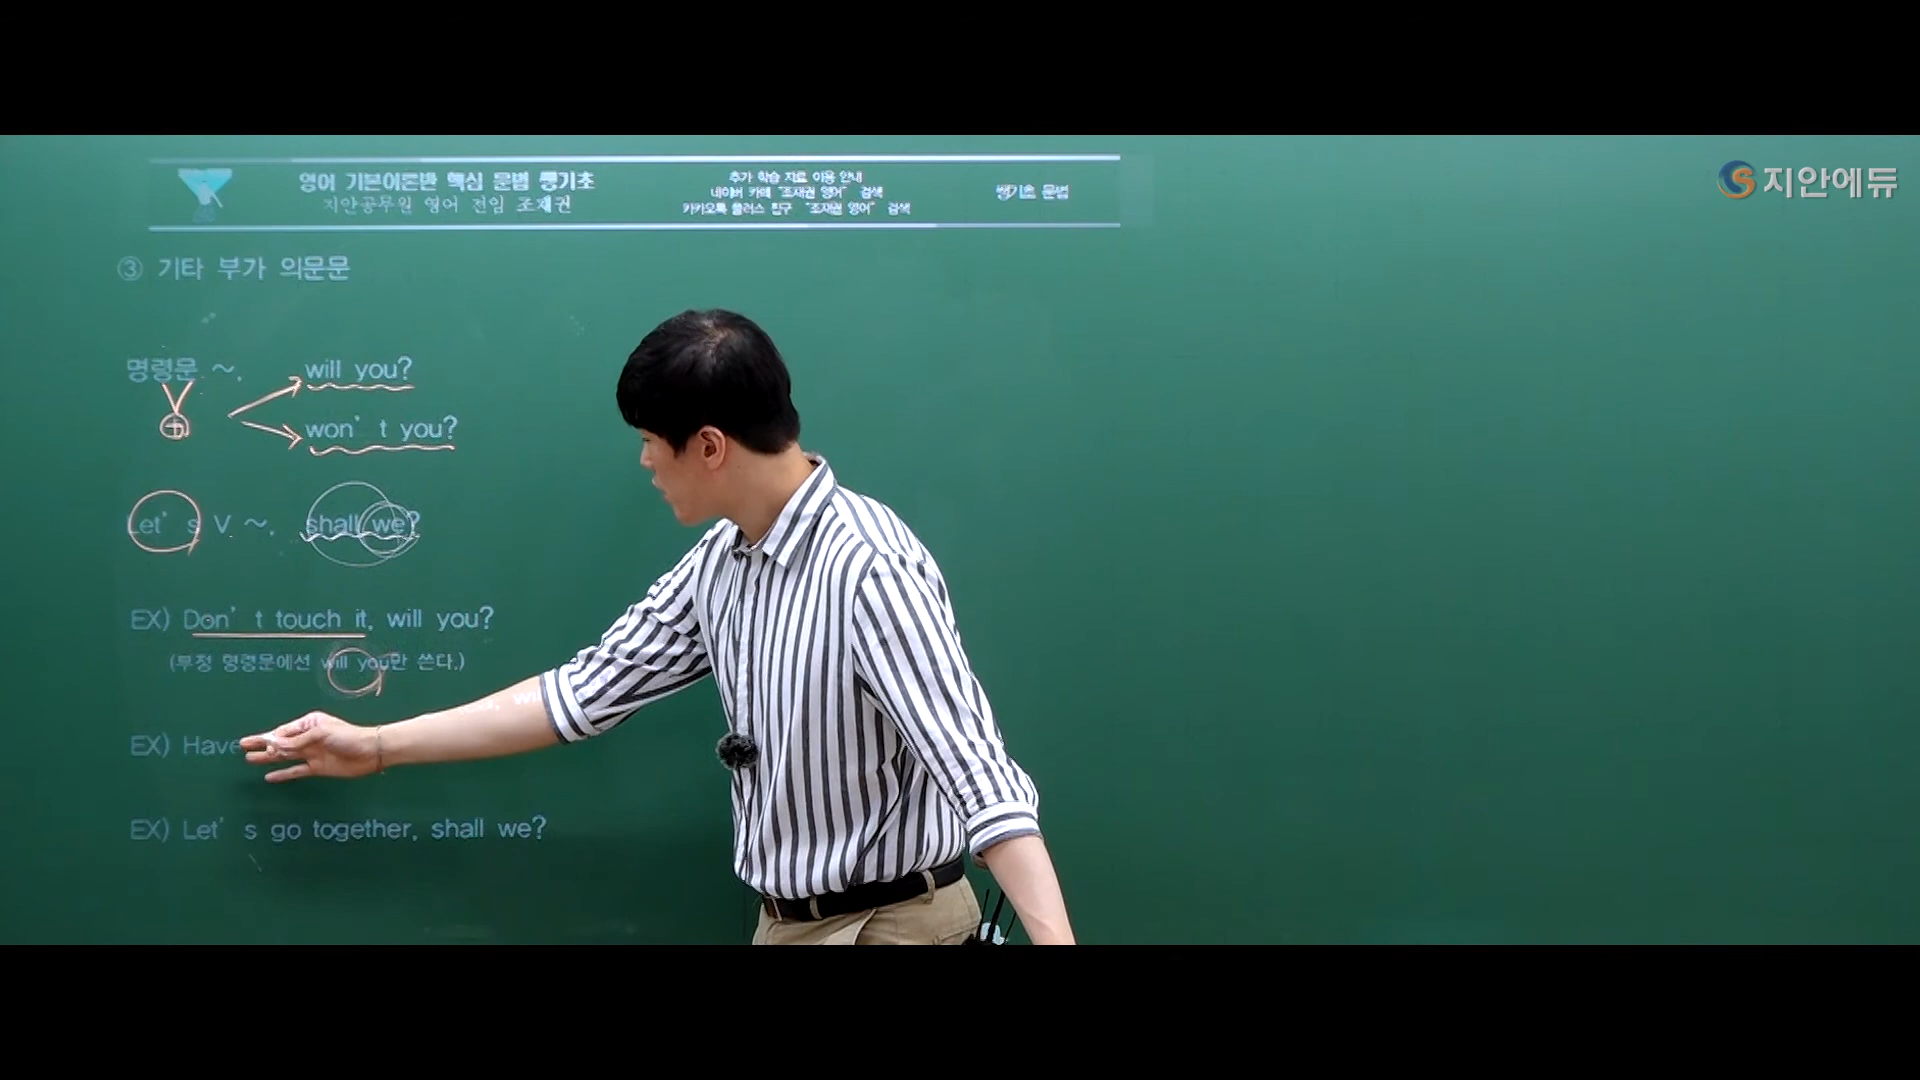 영어 기본이론반 핵심 문법 쌩기초
지안공무원 영어 전임 조재권
추가 학습 자료 이용 안내
네이버 카페 "조재권 영어" 검색
카카오톡 플러스 친구 "조재권 영어" 검색
쌩기초 문법
지안에듀
③ 기타 부가 의문문
명령문 ~, will you?
V
won't you?
Let's V ~, shall we?
EX) Don't touch it, will you?
(부정 명령문에선 will you만 쓴다.)
EX) Have
EX) Let's go together, shall we?